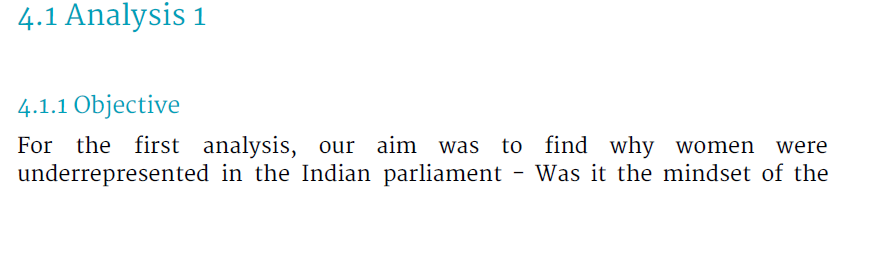 4.1 Analysis 1
4.1.1 Objective
For the first analysis, our aim was to find why women were
underrepresented in the Indian parliament - Was it the mindset of the